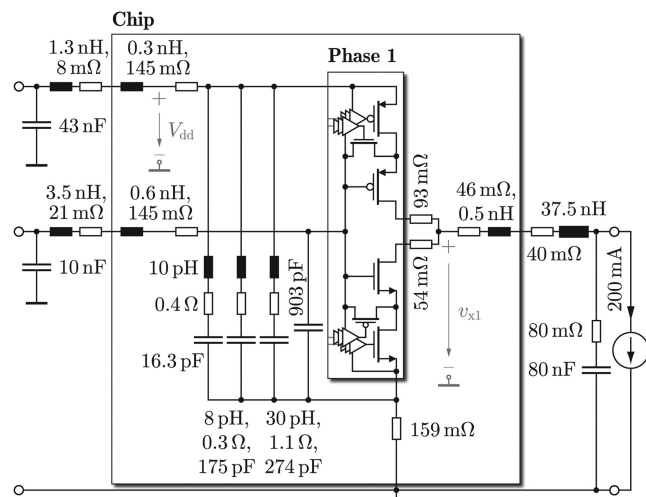 Chip
1.3 nH,
8 mΩ
0.3 nH,
145 mΩ
Phase 1
+
Vdd
−
43 nF
3.5 nH,
21 mΩ
0.6 nH,
145 mΩ
93 mΩ
46 mΩ,
0.5 nH
37.5 nH
40 mΩ
10 nF
10 pH
0.4 Ω
16.3 pF
903 pF
54 mΩ
+
vx1
−
200 mA
80 mΩ
80 nF
8 pH,
0.3 Ω,
175 pF
30 pH,
1.1 Ω,
274 pF
159 mΩ